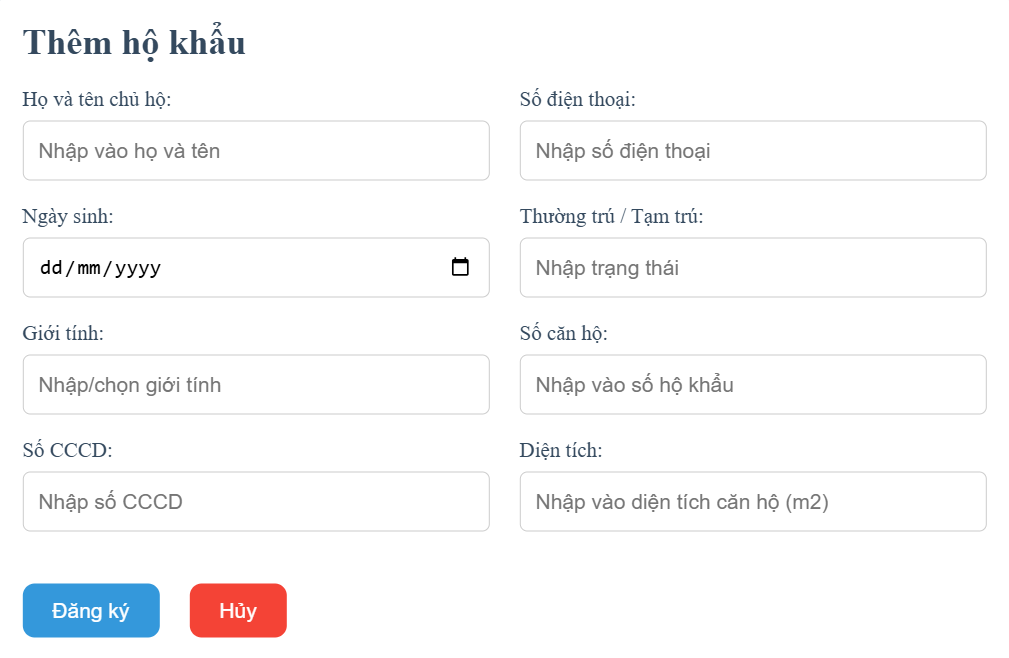 Thêm hộ khẩu
Họ và tên chủ hộ:
Nhập vào họ và tên
Số điện thoại:
Nhập số điện thoại
Ngày sinh:
dd/mm/yyyy
Thường trú / Tạm trú:
Nhập trạng thái
Giới tính:
Nhập/chọn giới tính
Số căn hộ:
Nhập vào số hộ khẩu
Số CCCD:
Nhập số CCCD
Diện tích:
Nhập vào diện tích căn hộ (m2)
Đăng ký
Hủy